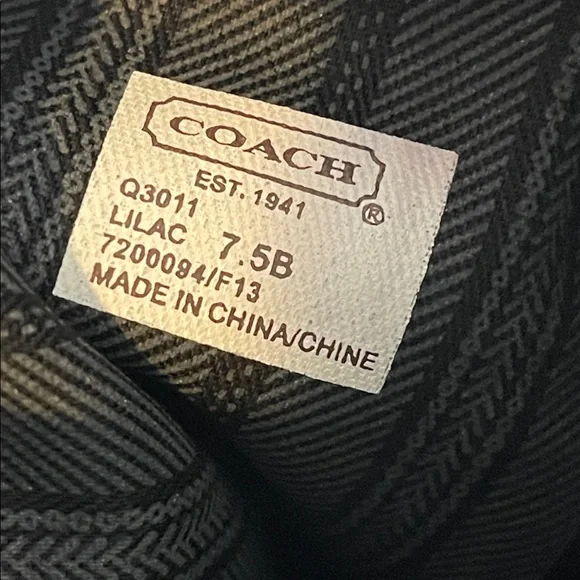 COACH
EST. 1941
®
Q3011
LILAC 7.5B
7200094/F13
MADE IN CHINA/CHINE